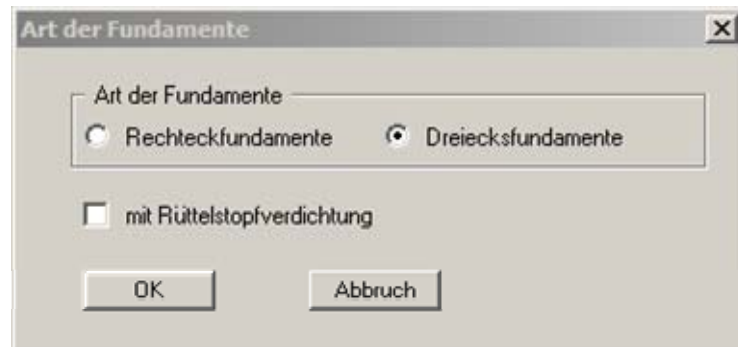 Art der Fundamente
Art der Fundamente
Rechteckfundamente Dreiecksfundamente
mit Rüttelstopfverdichtung
OK Abbruch